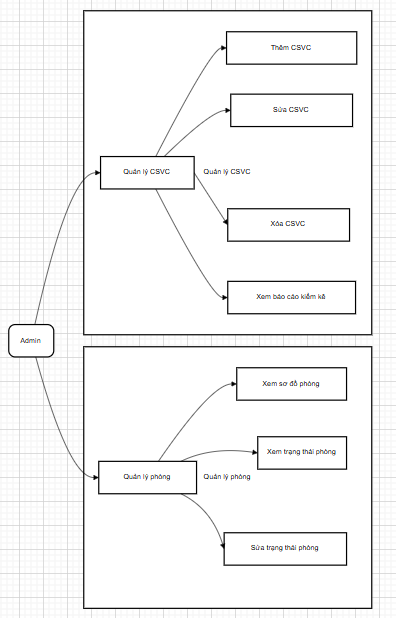 Thêm CSVC
Sửa CSVC
Quản lý CSVC
Quản lý CSVC
Xóa CSVC
Xem báo cáo kiểm kê
Admin
Xem sơ đồ phòng
Xem trạng thái phòng
Quản lý phòng
Quản lý phòng
Sửa trạng thái phòng